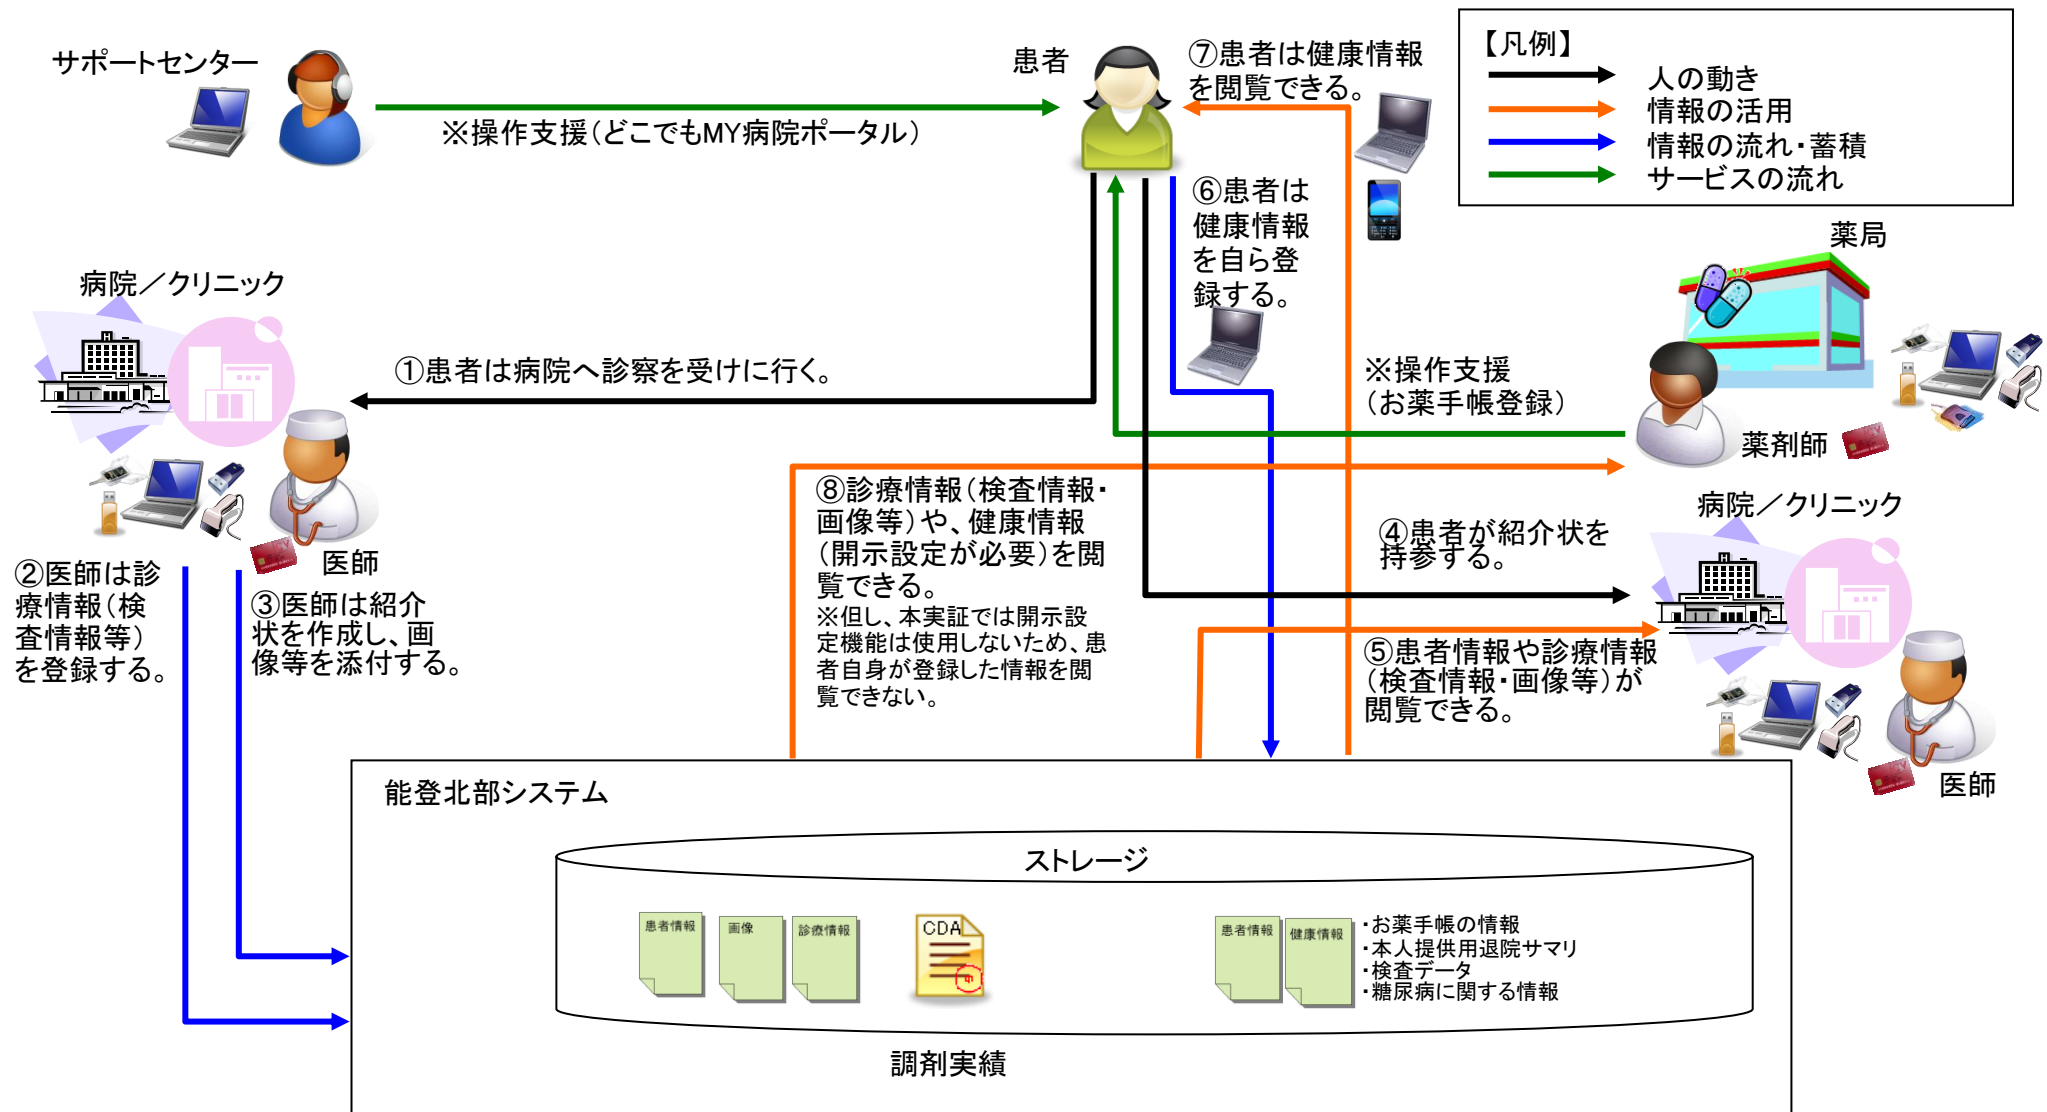 サポートセンター
患者
⑦患者は健康情報
を閲覧できる。
【凡例】
人の動き
情報の活用
情報の流れ・蓄積
サービスの流れ
※操作支援（どこでもMY病院ポータル）
⑥患者は
健康情報
を自ら登
録する。
薬局
病院／クリニック
①患者は病院へ診察を受けに行く。
※操作支援
（お薬手帳登録）
薬剤師
⑧診療情報（検査情報・
画像等）や、健康情報
（開示設定が必要）を閲
覧できる。
※但し、本実証では開示設
定機能は使用しないため、患
者自身が登録した情報を閲
覧できない。
④患者が紹介状を
持参する。
病院／クリニック
医師
②医師は診
療情報（検
査情報等）
を登録する。
③医師は紹介
状を作成し、画
像等を添付する。
⑤患者情報や診療情報
（検査情報・画像等）が
閲覧できる。
医師
能登北部システム
ストレージ
患者情報
画像
診療情報
CDA
患者情報
健康情報
・お薬手帳の情報
・本人提供用退院サマリ
・検査データ
・糖尿病に関する情報
調剤実績